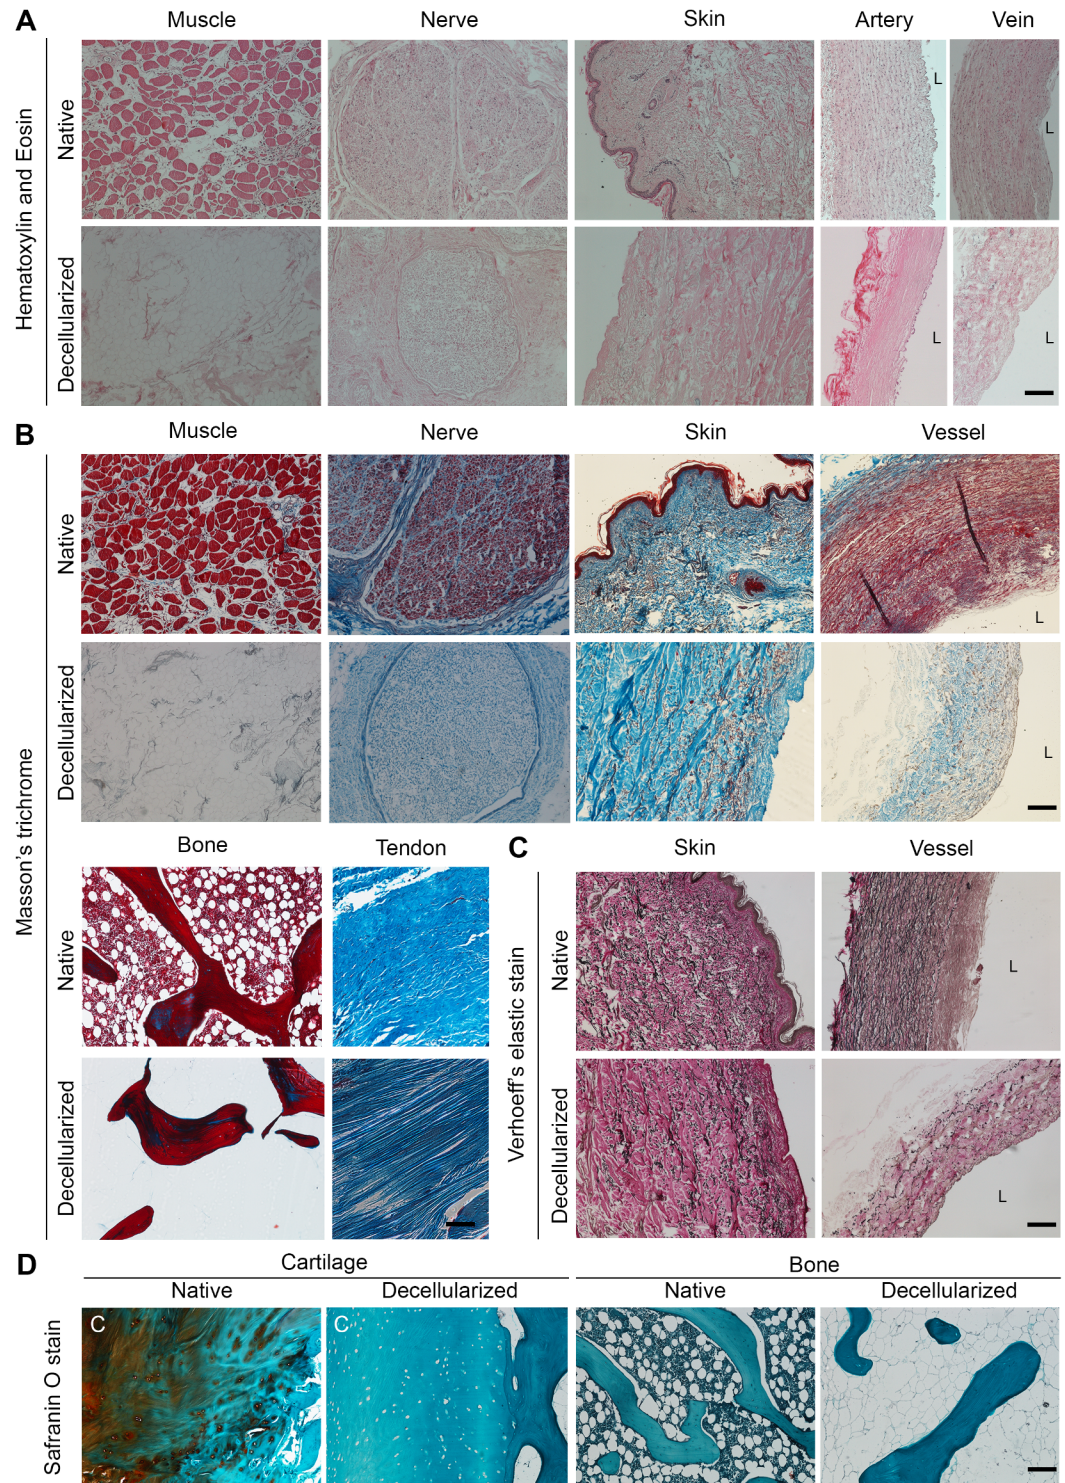 A
Muscle Nerve Skin Artery Vein
Hematoxylin and Eosin
Native
L L
Decellularized
L L
B
Muscle Nerve Skin Vessel
Masson's trichrome
Native
L
Decellularized
L
Bone Tendon
Native
Decellularized
C
Skin Vessel
Verhoeff's elastic stain
Native
L
Decellularized
L
D
Cartilage Bone
Native Decellularized Native Decellularized
Safranin O stain
C C